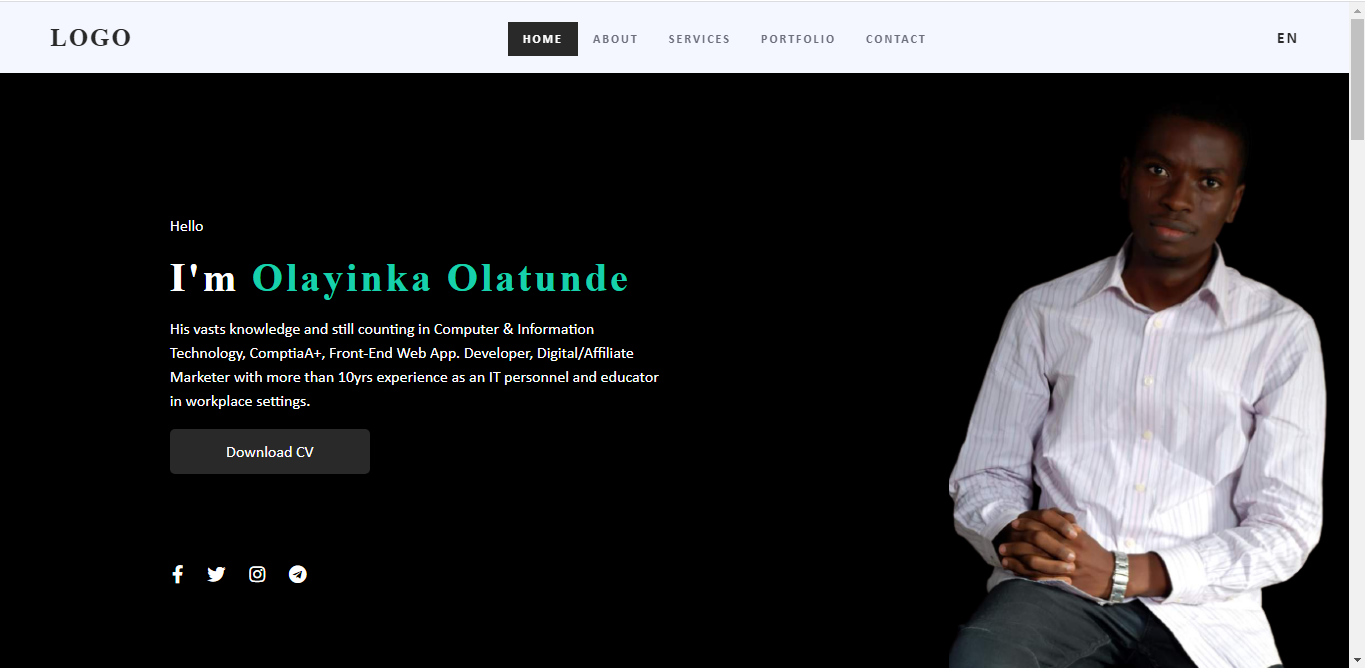 LOGO
HOME ABOUT SERVICES PORTFOLIO CONTACT
EN
Hello
I'm Olayinka Olatunde
His vasts knowledge and still counting in Computer & Information
Technology, ComptiaA+, Front-End Web App. Developer, Digital/Affiliate
Marketer with more than 10yrs experience as an IT personnel and educator
in workplace settings.
Download CV